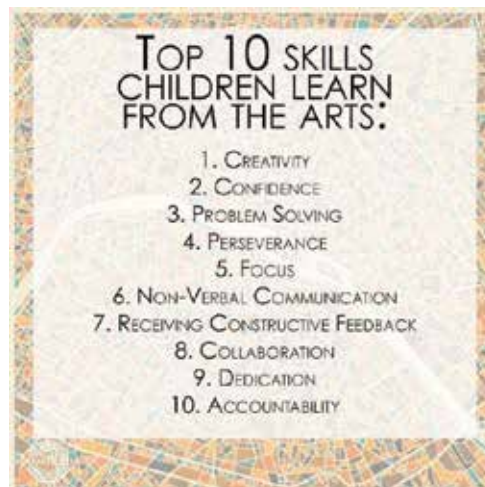 Top 10 skills
children learn
from the arts:
1. Creativity
2. Confidence
3. Problem Solving
4. Perseverance
5. Focus
6. Non-Verbal Communication
7. Receiving Constructive Feedback
8. Collaboration
9. Dedication
10. Accountability